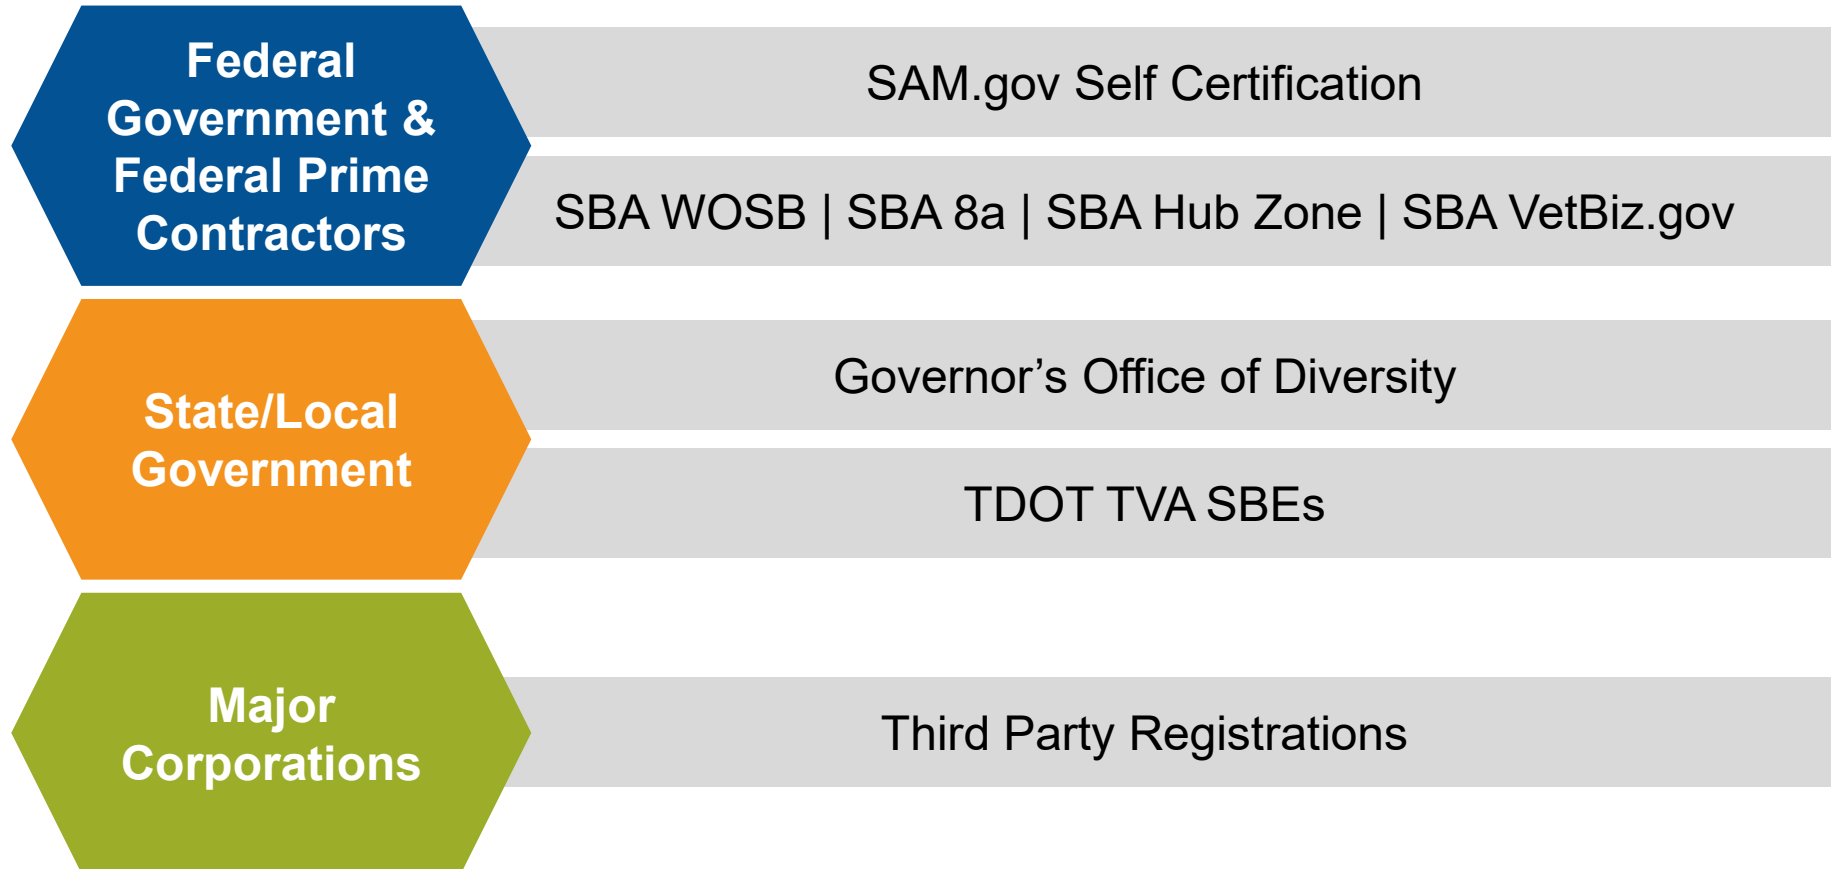 Federal
Government &
Federal Prime
Contractors
SAM.gov Self Certification
SBA WOSB | SBA 8a | SBA Hub Zone | SBA VetBiz.gov
State/Local
Government
Governor’s Office of Diversity
TDOT TVA SBEs
Major
Corporations
Third Party Registrations